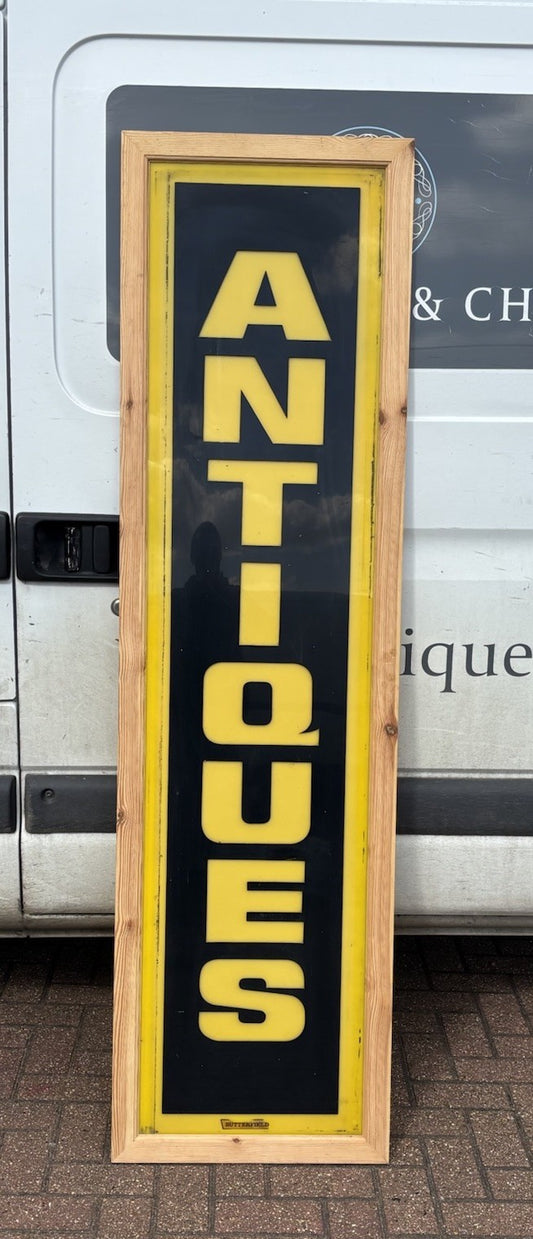 & CH
ANTIQUES
ique
BUTTERFIELD